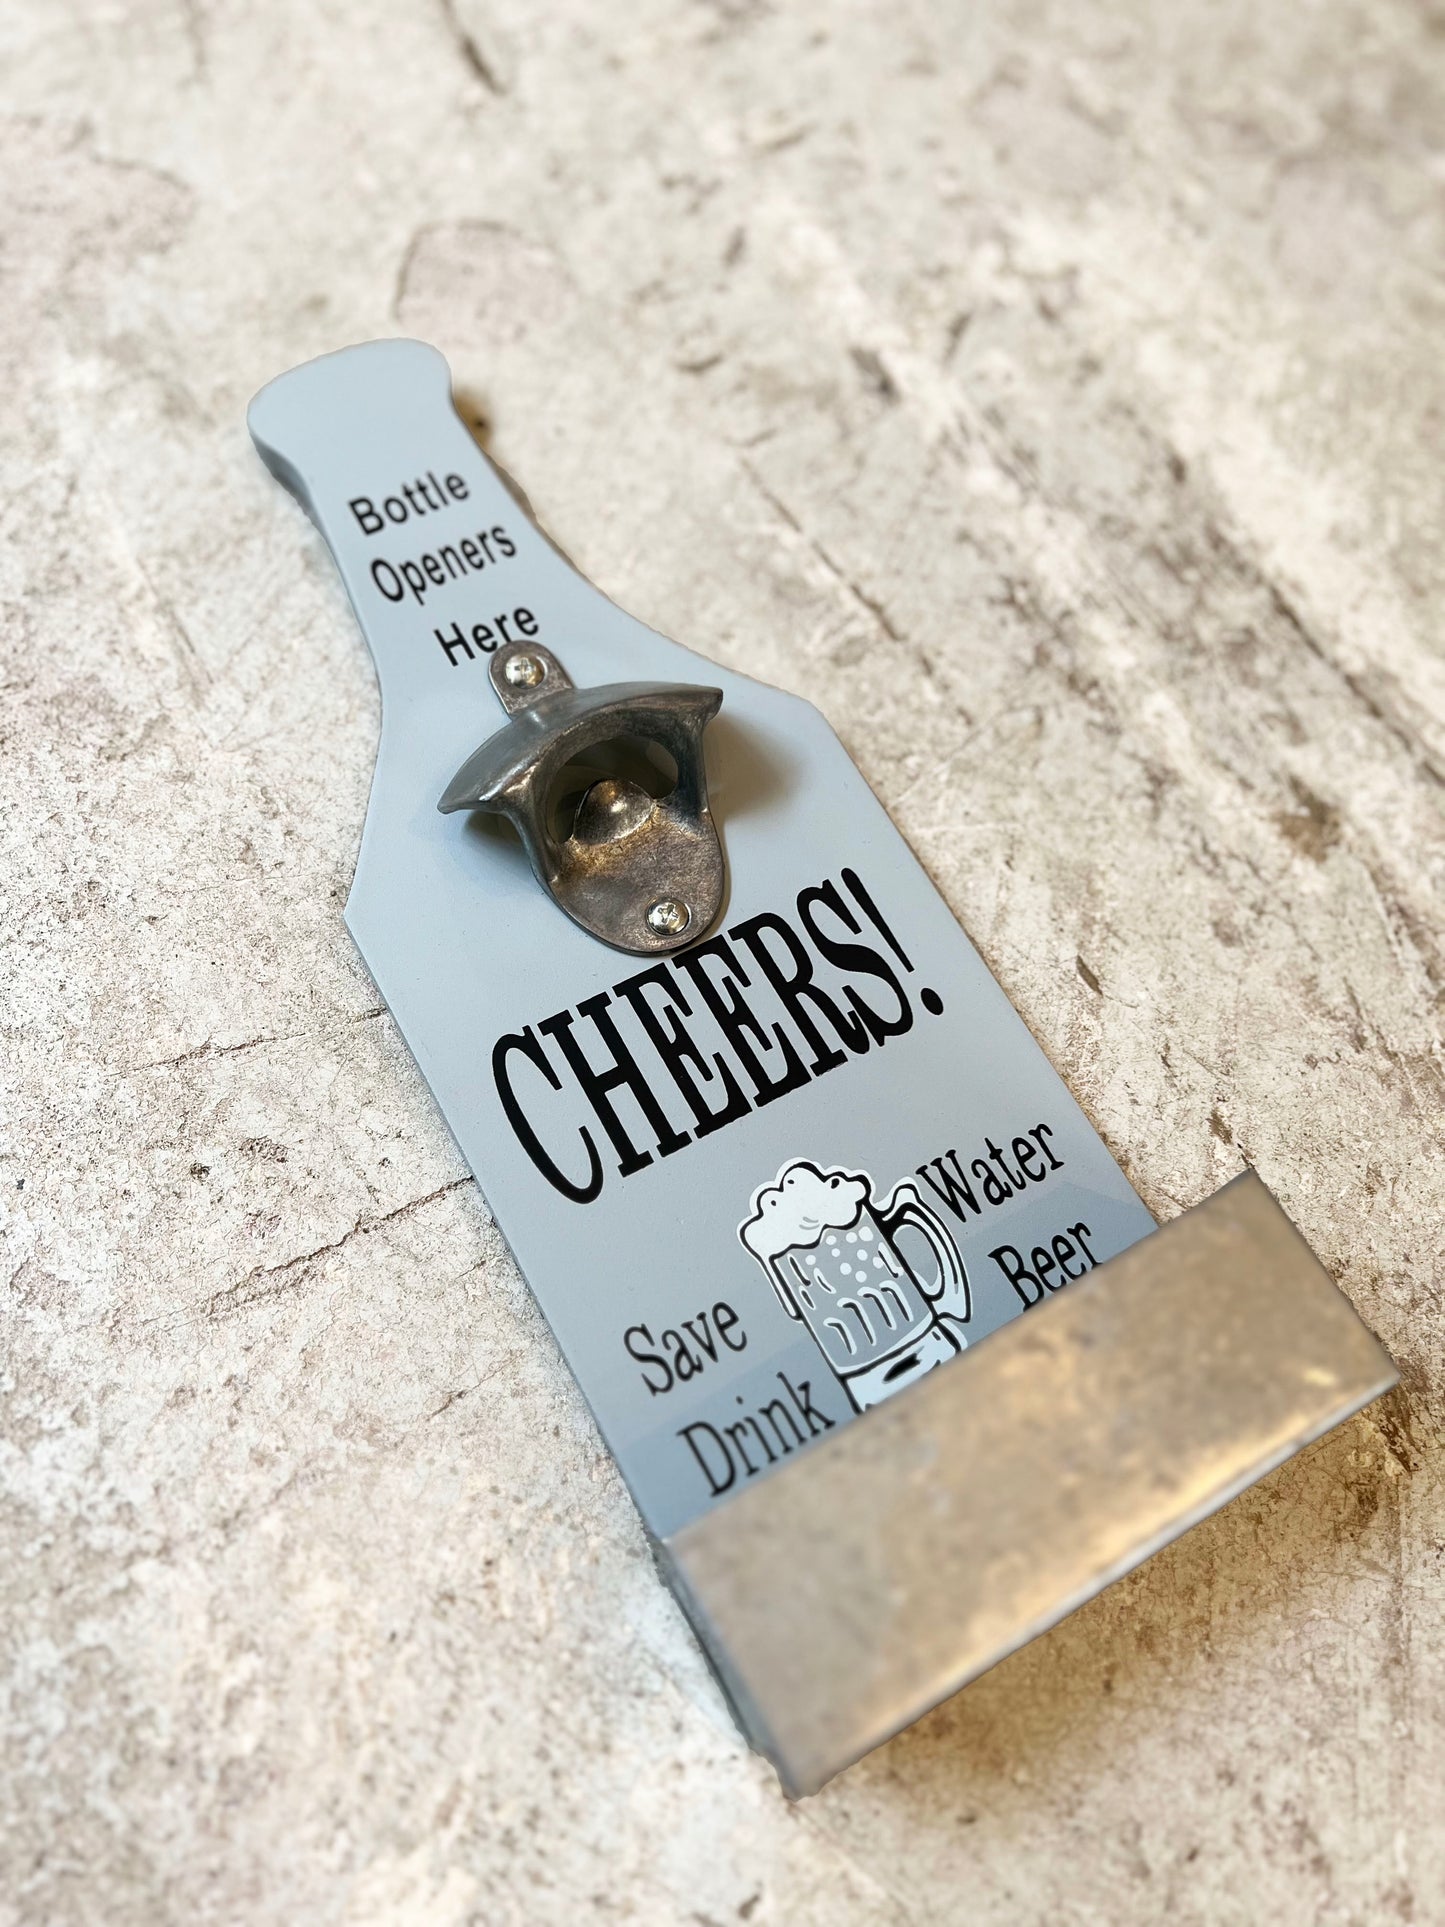 Bottle
Openers
Here
CHEERS!
Save Water
Drink Beer